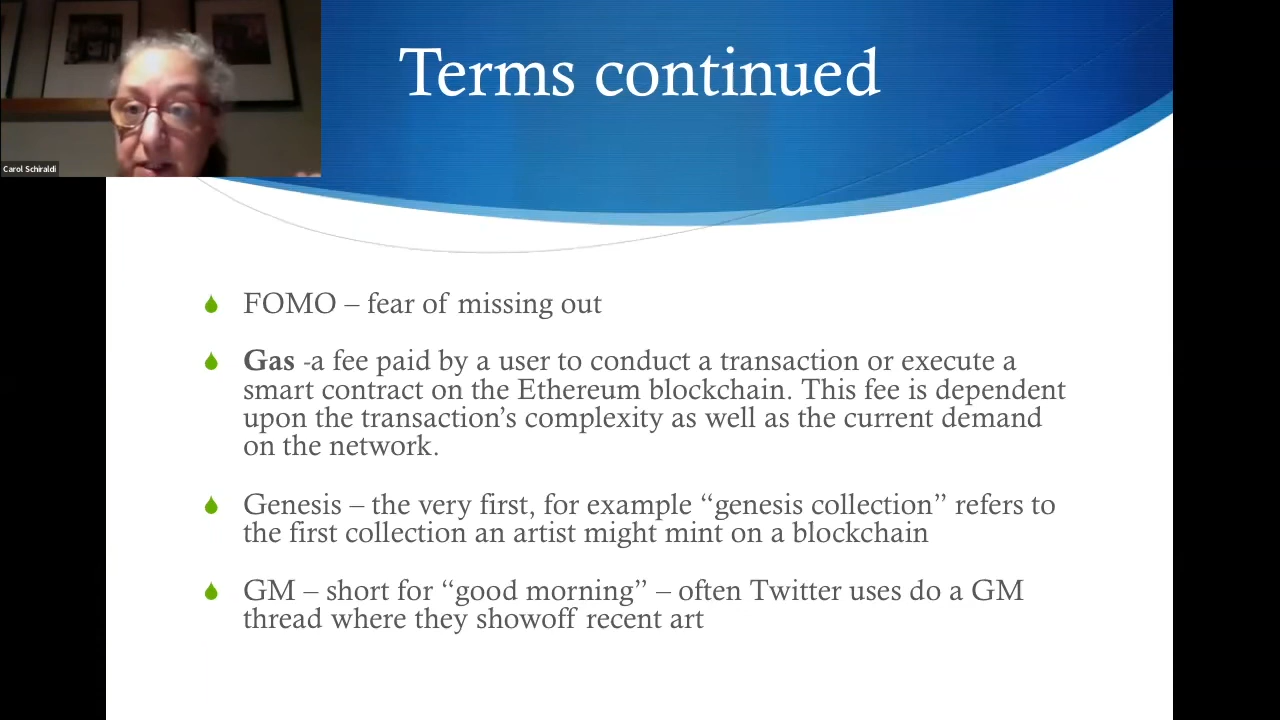 Terms continued
Carol Schiraldi
FOMO – fear of missing out
Gas -a fee paid by a user to conduct a transaction or execute a
smart contract on the Ethereum blockchain. This fee is dependent
upon the transaction’s complexity as well as the current demand
on the network.
Genesis – the very first, for example “genesis collection” refers to
the first collection an artist might mint on a blockchain
GM – short for “good morning” – often Twitter uses do a GM
thread where they showoff recent art